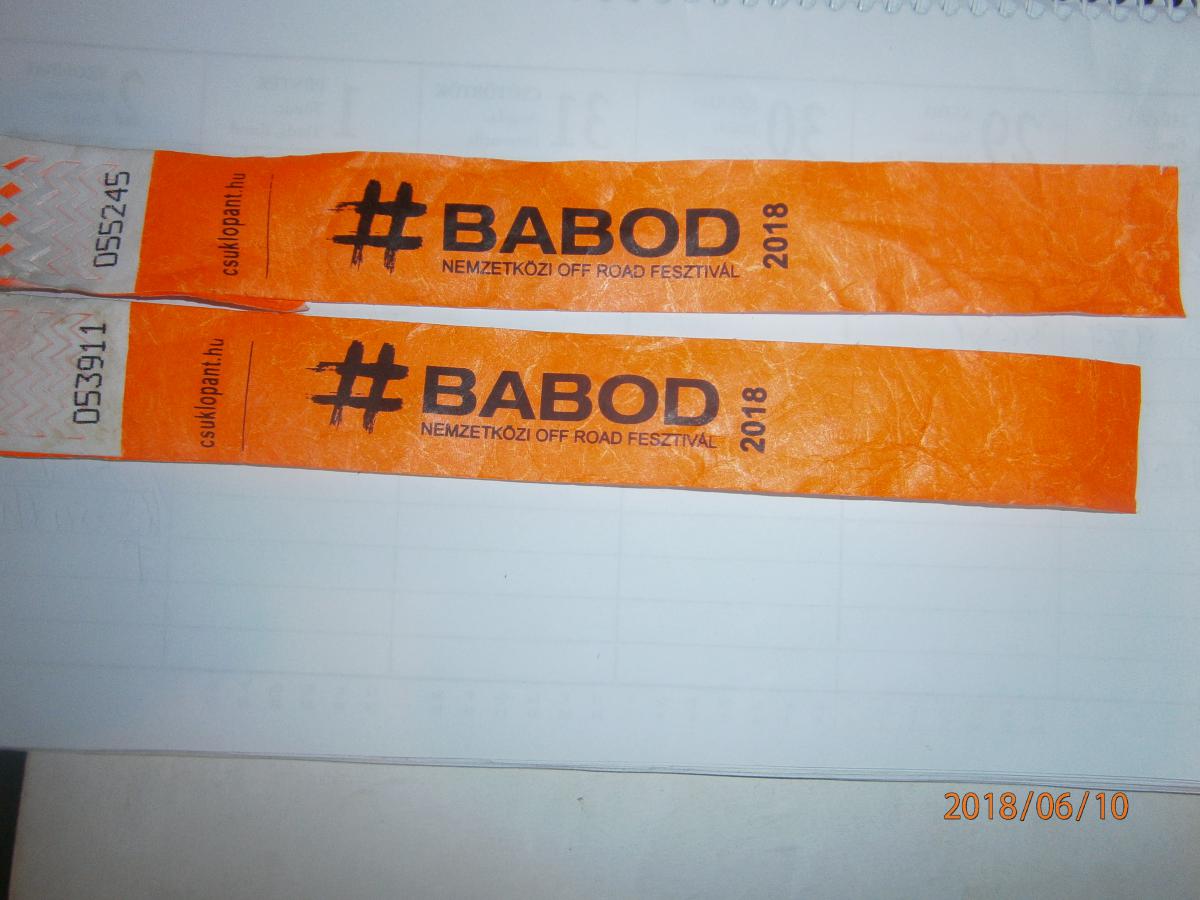 055245
csuklopant.hu
#BABOD
NEMZETKÖZI OFF ROAD FESZTIVÁL
2018
053911
csuklopant.hu
#BABOD
NEMZETKÖZI OFF ROAD FESZTIVÁL
2018
2018/06/10